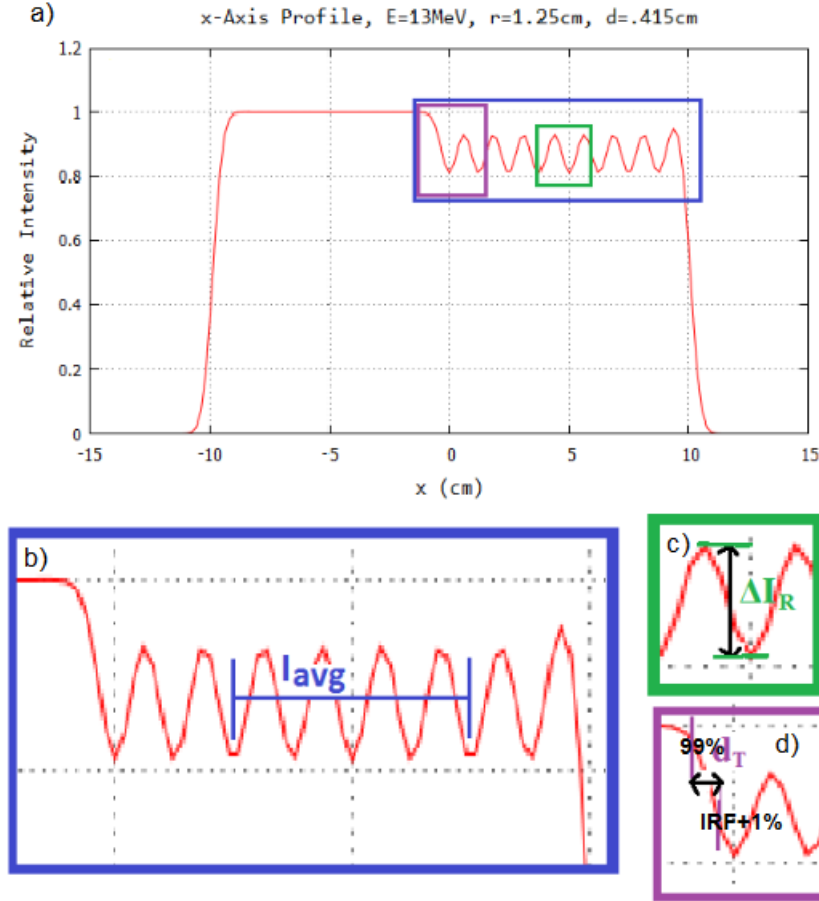 a)
x-Axis Profile, E=13MeV, r=1.25cm, d=.415cm
1.2
1
0.8
0.6
0.4
0.2
0
Relative Intensity
-15 -10 -5 0 5 10 15
x (cm)
b)
Iavg
c)
ΔIR
d)
99% dT
IRF+1%